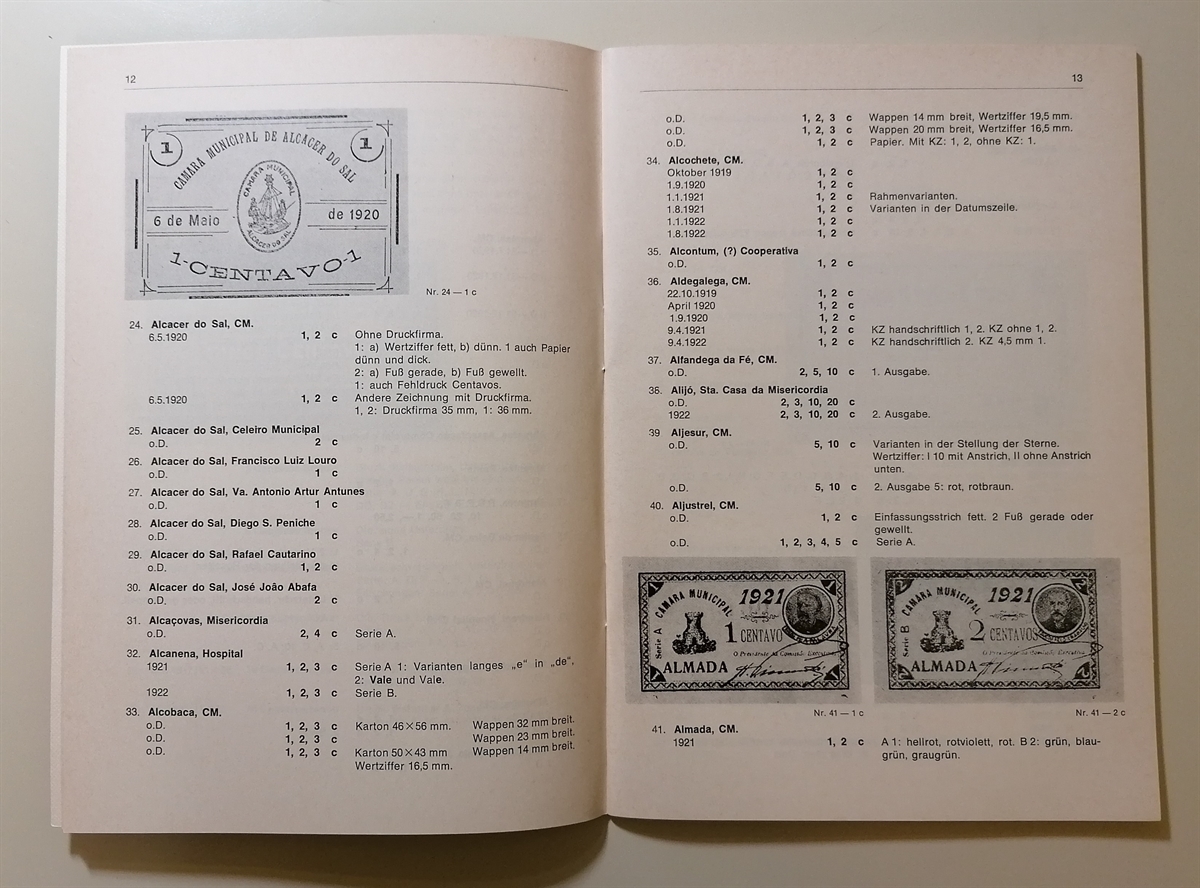 12
1
1
CAMARA MUNICIPAL DE ALCACER DO SAL
CAMARA MUNICIPAL
ALCACER DO SAL
6 de Maio
de 1920
1-CENTAVO-1
Nr. 24 — 1 c
24. Alcacer do Sal, CM.
6.5.1920 1, 2 c Ohne Druckfirma.
1: a) Wertziffer fett, b) dünn. 1 auch Papier
dünn und dick.
2: a) Fuß gerade, b) Fuß gewellt.
1: auch Fehldruck Centavos.
6.5.1920 1, 2 c Andere Zeichnung mit Druckfirma.
1, 2: Druckfirma 35 mm, 1: 36 mm.
25. Alcacer do Sal, Celeiro Municipal
o.D. 2 c
26. Alcacer do Sal, Francisco Luiz Louro
o.D. 1 c
27. Alcacer do Sal, Va. Antonio Artur Antunes
o.D. 1 c
28. Alcacer do Sal, Diego S. Peniche
o.D. 1 c
29. Alcacer do Sal, Rafael Cautarino
o.D. 1, 2 c
30. Alcacer do Sal, José João Abafa
o.D. 2 c
31. Alcaçovas, Misericordia
o.D. 2, 4 c Serie A.
32. Alcanena, Hospital
1921 1, 2, 3 c Serie A 1: Varianten langes „e" in „de",
2: Vale und Vale.
1922 1, 2, 3 c Serie B.
33. Alcobaca, CM.
o.D. 1, 2, 3 c Karton 46×56 mm. Wappen 32 mm breit.
o.D. 1, 2, 3 c Wappen 23 mm breit.
o.D. 1, 2, 3 c Karton 50×43 mm Wappen 14 mm breit.
Wertziffer 16,5 mm.
13
o.D. 1, 2, 3 c Wappen 14 mm breit, Wertziffer 19,5 mm.
o.D. 1, 2, 3 c Wappen 20 mm breit, Wertziffer 16,5 mm.
o.D. 1, 2 c Papier. Mit KZ: 1, 2, ohne KZ: 1.
34. Alcochete, CM.
Oktober 1919 1, 2 c
1.9.1920 1, 2 c
1.1.1921 1, 2 c Rahmenvarianten.
1.8.1921 1, 2 c Varianten in der Datumszeile.
1.1.1922 1, 2 c
1.8.1922 1, 2 c
35. Alcontum, (?) Cooperativa
o.D. 1, 2 c
36. Aldegalega, CM.
22.10.1919 1, 2 c
April 1920 1, 2 c
1.9.1920 1, 2 c
9.4.1921 1, 2 c KZ handschriftlich 1, 2. KZ ohne 1, 2.
9.4.1922 1, 2 c KZ handschriftlich 2. KZ 4,5 mm 1.
37. Alfandega da Fé, CM.
o.D. 2, 5, 10 c 1. Ausgabe.
38. Alijó, Sta. Casa da Misericordia
o.D. 2, 3, 10, 20 c
1922 2, 3, 10, 20 c 2. Ausgabe.
39 Aljesur, CM.
o.D. 5, 10 c Varianten in der Stellung der Sterne.
Wertziffer: I 10 mit Anstrich, II ohne Anstrich
unten.
o.D. 5, 10 c 2. Ausgabe 5: rot, rotbraun.
40. Aljustrel, CM.
o.D. 1, 2 c Einfassungsstrich fett. 2 Fuß gerade oder
gewellt.
o.D. 1, 2, 3, 4, 5 c Serie A.
Serie A
CAMARA MUNICIPAL
1921
1 CENTAVO
O Presidente da Comissão Executiva
ALMADA
Nr. 41 — 1 c
Serie B
CAMARA MUNICIPAL
1921
2 CENTAVOS
O Presidente da Comissão Executiva
ALMADA
Nr. 41 — 2 c
41. Almada, CM.
1921 1, 2 c A 1: hellrot, rotviolett, rot. B 2: grün, blau-
grün, graugrün.